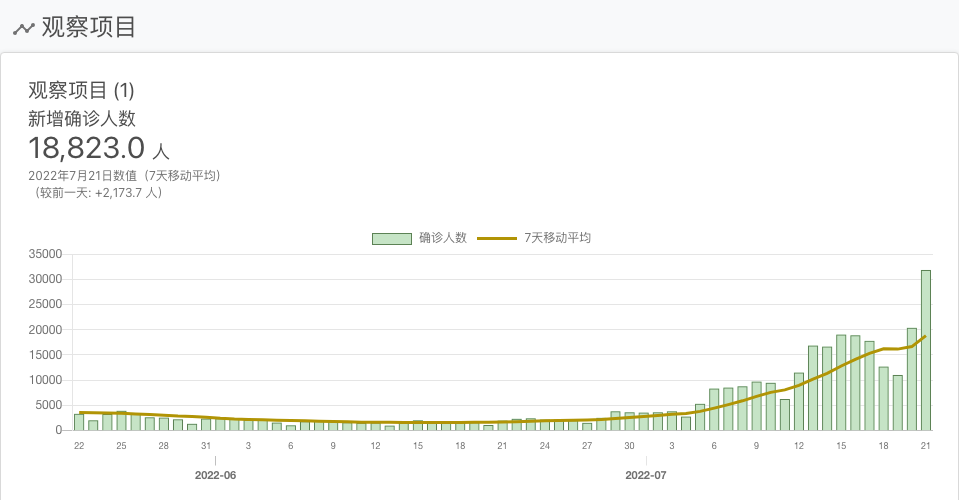 观察项目
观察项目 (1)
新增确诊人数
18,823.0 人
2022年7月21日数值（7天移动平均）
（较前一天: +2,173.7 人）
确诊人数 7天移动平均
35000
30000
25000
20000
15000
10000
5000
0
22 25 28 31 3 6 9 12 15 18 21 24 27 30 3 6 9 12 15 18 21
2022-06 2022-07